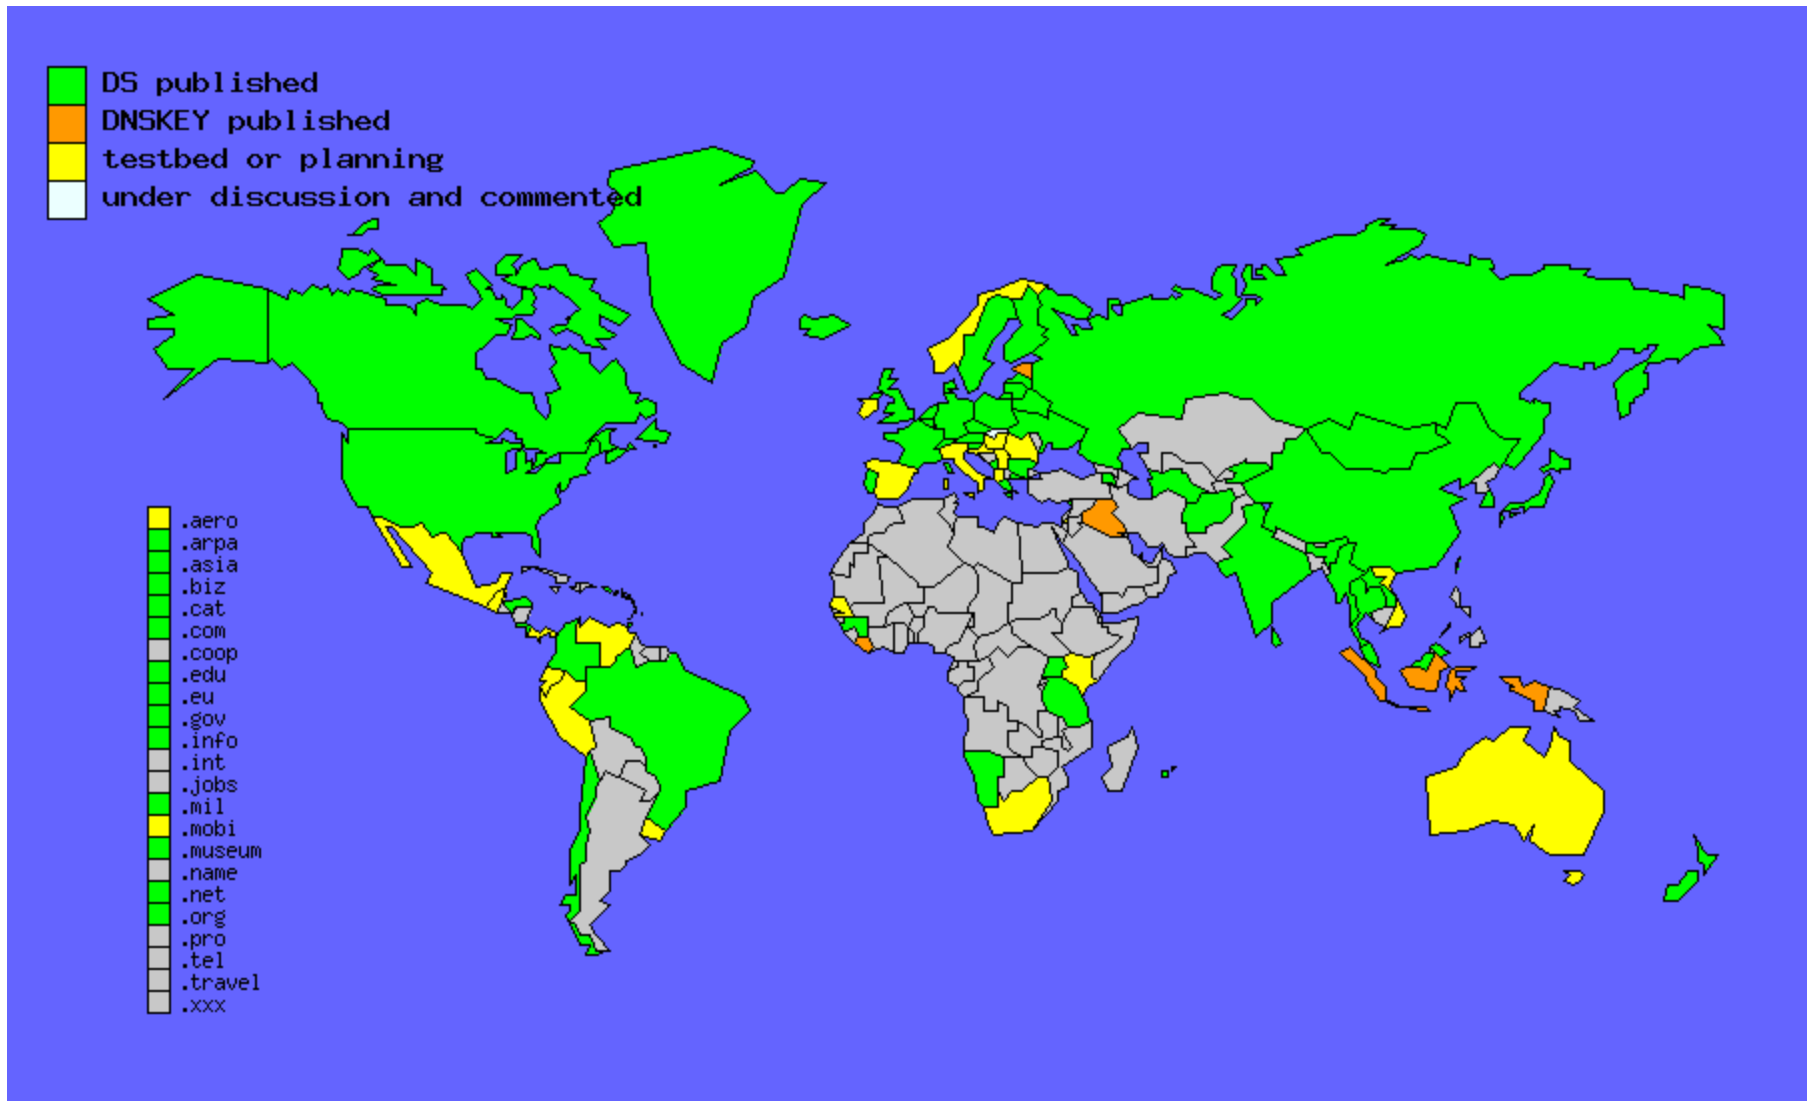 DS published
DNSKEY published
testbed or planning
under discussion and commented
.aero
.arpa
.asia
.biz
.cat
.com
.coop
.edu
.eu
.gov
.info
.int
.jobs
.mil
.mobi
.museum
.name
.net
.org
.pro
.tel
.travel
.xxx